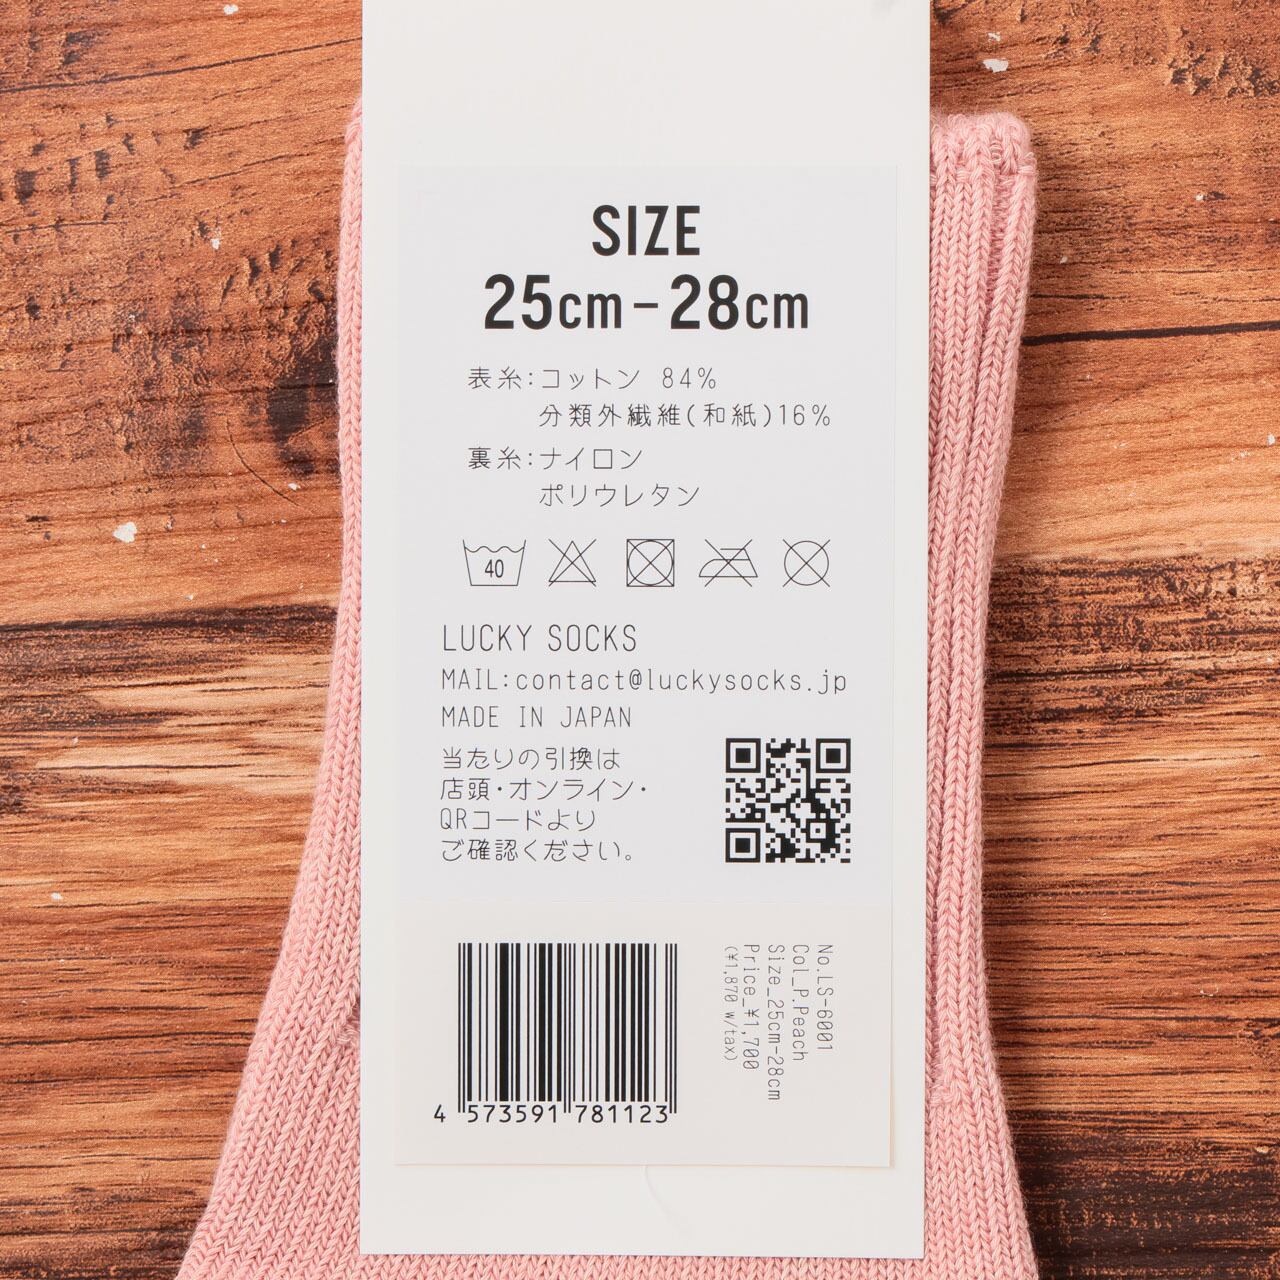 SIZE
25cm-28cm
表糸:コットン 84%
分類外繊維(和紙)16%
裏糸:ナイロン
ポリウレタン
40
LUCKY SOCKS
MAIL:contact@luckysocks.jp
MADE IN JAPAN
当たりの引換は
店頭・オンライン・
QRコードより
ご確認ください。
4 573591 781123
No.LS-6001
Col_P.Peach
Size_25cm-28cm
Price_¥1,700
(¥1,870 w/tax)